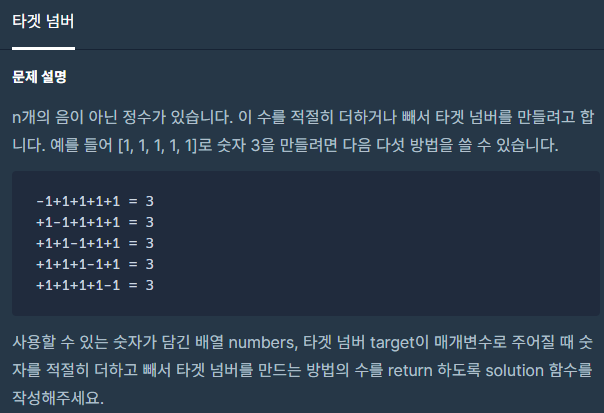 타겟 넘버
문제 설명
n개의 음이 아닌 정수가 있습니다. 이 수를 적절히 더하거나 빼서 타겟 넘버를 만들려고 합
니다. 예를 들어 [1, 1, 1, 1, 1]로 숫자 3을 만들려면 다음 다섯 방법을 쓸 수 있습니다.
-1+1+1+1+1 = 3
+1-1+1+1+1 = 3
+1+1-1+1+1 = 3
+1+1+1-1+1 = 3
+1+1+1+1-1 = 3
사용할 수 있는 숫자가 담긴 배열 numbers, 타겟 넘버 target이 매개변수로 주어질 때 숫
자를 적절히 더하고 빼서 타겟 넘버를 만드는 방법의 수를 return 하도록 solution 함수를
작성해주세요.